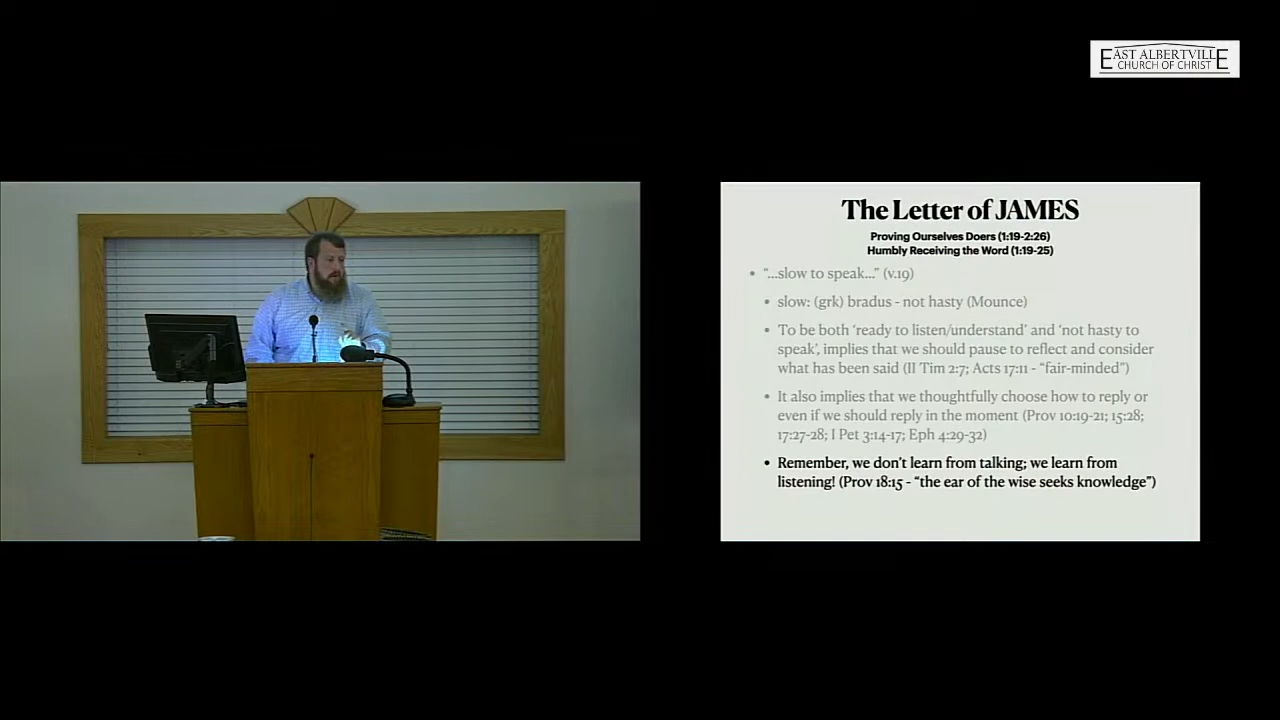 EAST ALBERTVILLE
CHURCH OF CHRIST
The Letter of JAMES
Proving Ourselves Doers (1:19-2:26)
Humbly Receiving the Word (1:19-25)
• “...slow to speak...” (v.19)
• slow: (grk) bradus - not hasty (Mounce)
• To be both ‘ready to listen/understand’ and ‘not hasty to
speak’, implies that we should pause to reflect and consider
what has been said (II Tim 2:7; Acts 17:11 - “fair-minded”)
• It also implies that we thoughtfully choose how to reply or
even if we should reply in the moment (Prov 10:19-21; 15:28;
17:27-28; I Pet 3:14-17; Eph 4:29-32)
• Remember, we don’t learn from talking; we learn from
listening! (Prov 18:15 - “the ear of the wise seeks knowledge”)